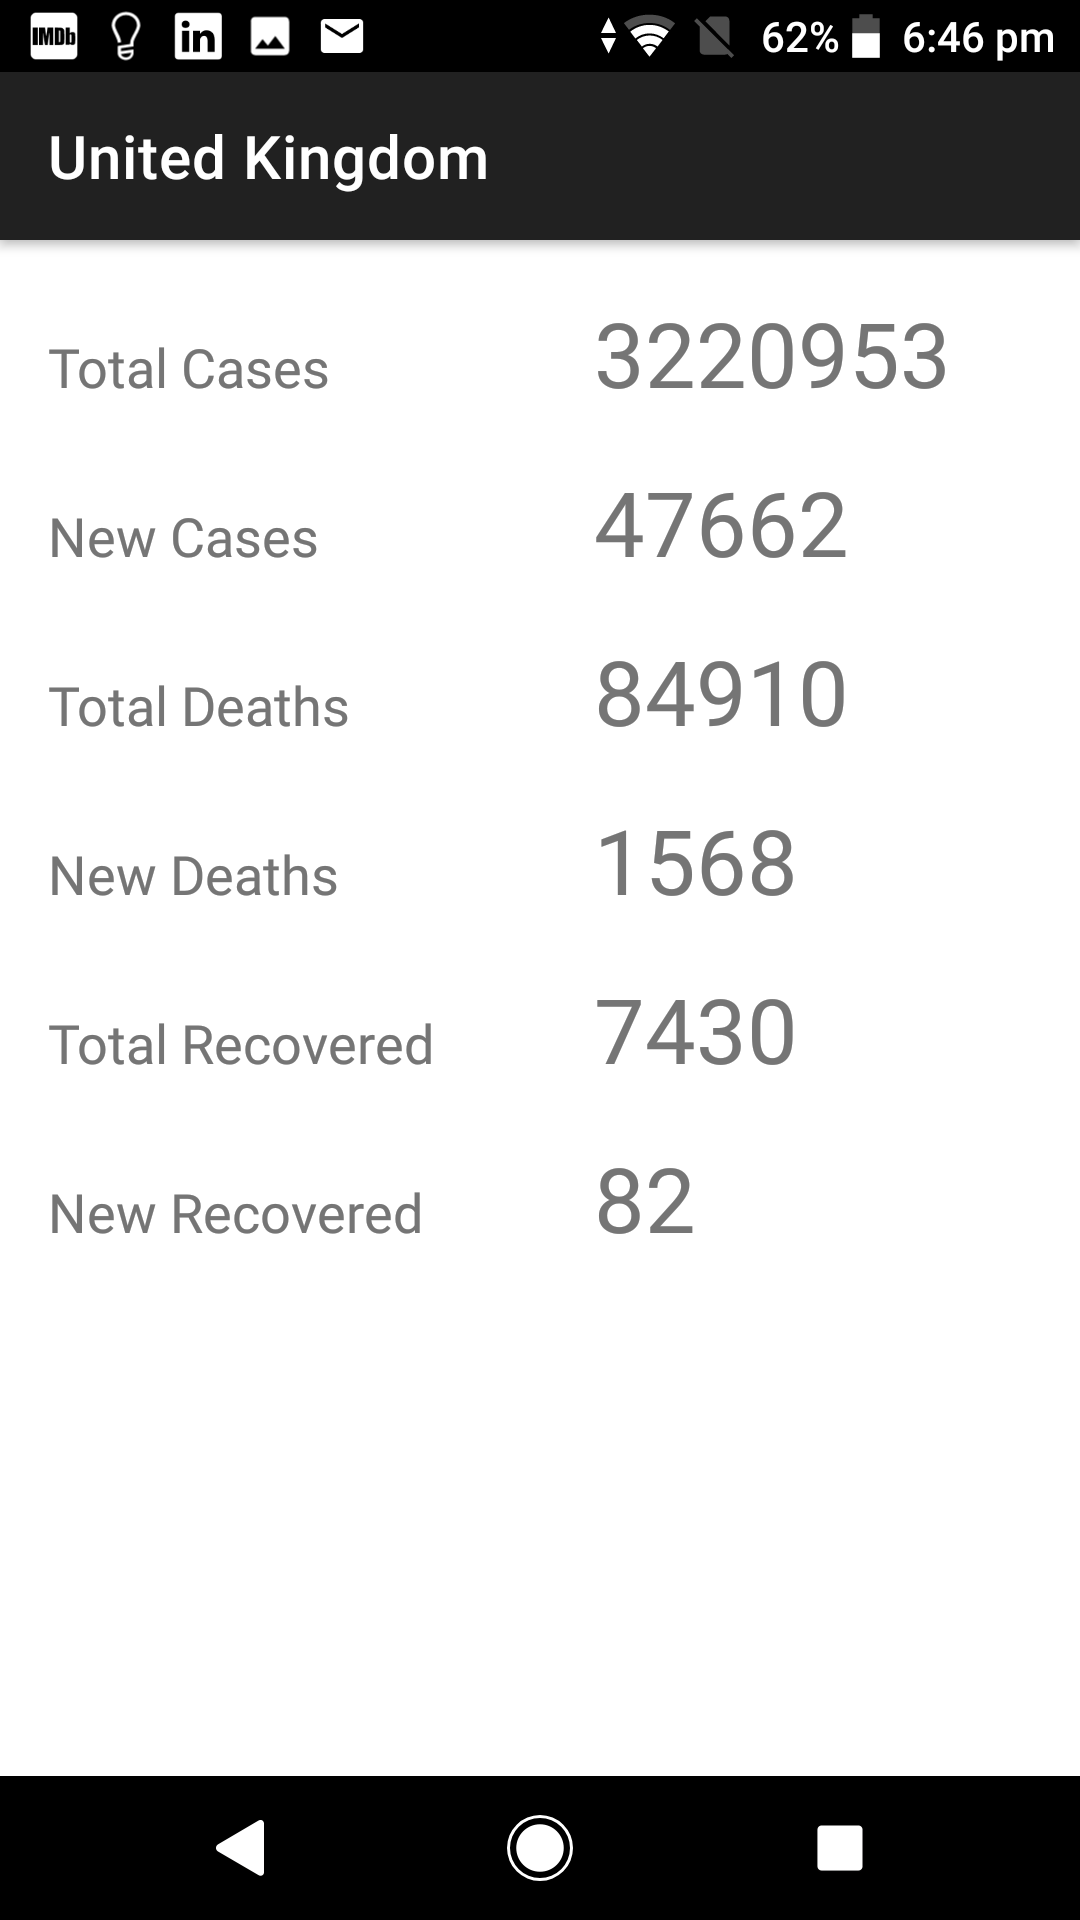 IMDb in 62% 6:46 pm
United Kingdom
Total Cases 3220953
New Cases 47662
Total Deaths 84910
New Deaths 1568
Total Recovered 7430
New Recovered 82